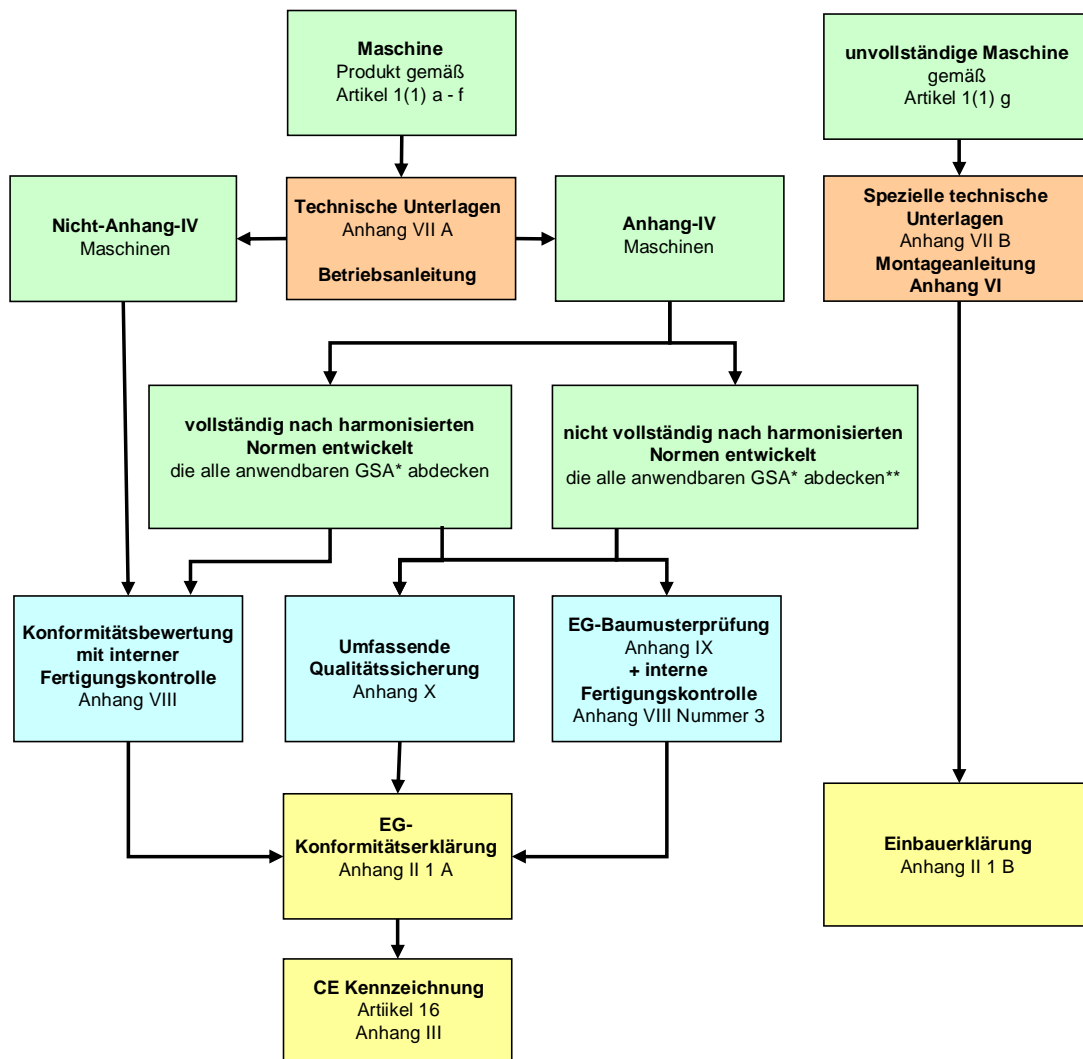 Maschine
Produkt gemäß
Artikel 1(1) a - f
unvollständige Maschine
gemäß
Artikel 1(1) g
Nicht-Anhang-IV
Maschinen
Technische Unterlagen
Anhang VII A
Betriebsanleitung
Anhang-IV
Maschinen
Spezielle technische
Unterlagen
Anhang VII B
Montageanleitung
Anhang VI
vollständig nach harmonisierten
Normen entwickelt
die alle anwendbaren GSA* abdecken
nicht vollständig nach harmonisierten
Normen entwickelt
die alle anwendbaren GSA* abdecken**
Konformitätsbewertung
mit interner
Fertigungskontrolle
Anhang VIII
Umfassende
Qualitätssicherung
Anhang X
EG-Baumusterprüfung
Anhang IX
+ interne
Fertigungskontrolle
Anhang VIII Nummer 3
EG-
Konformitätserklärung
Anhang II 1 A
Einbauerklärung
Anhang II 1 B
CE Kennzeichnung
Artiikel 16
Anhang III